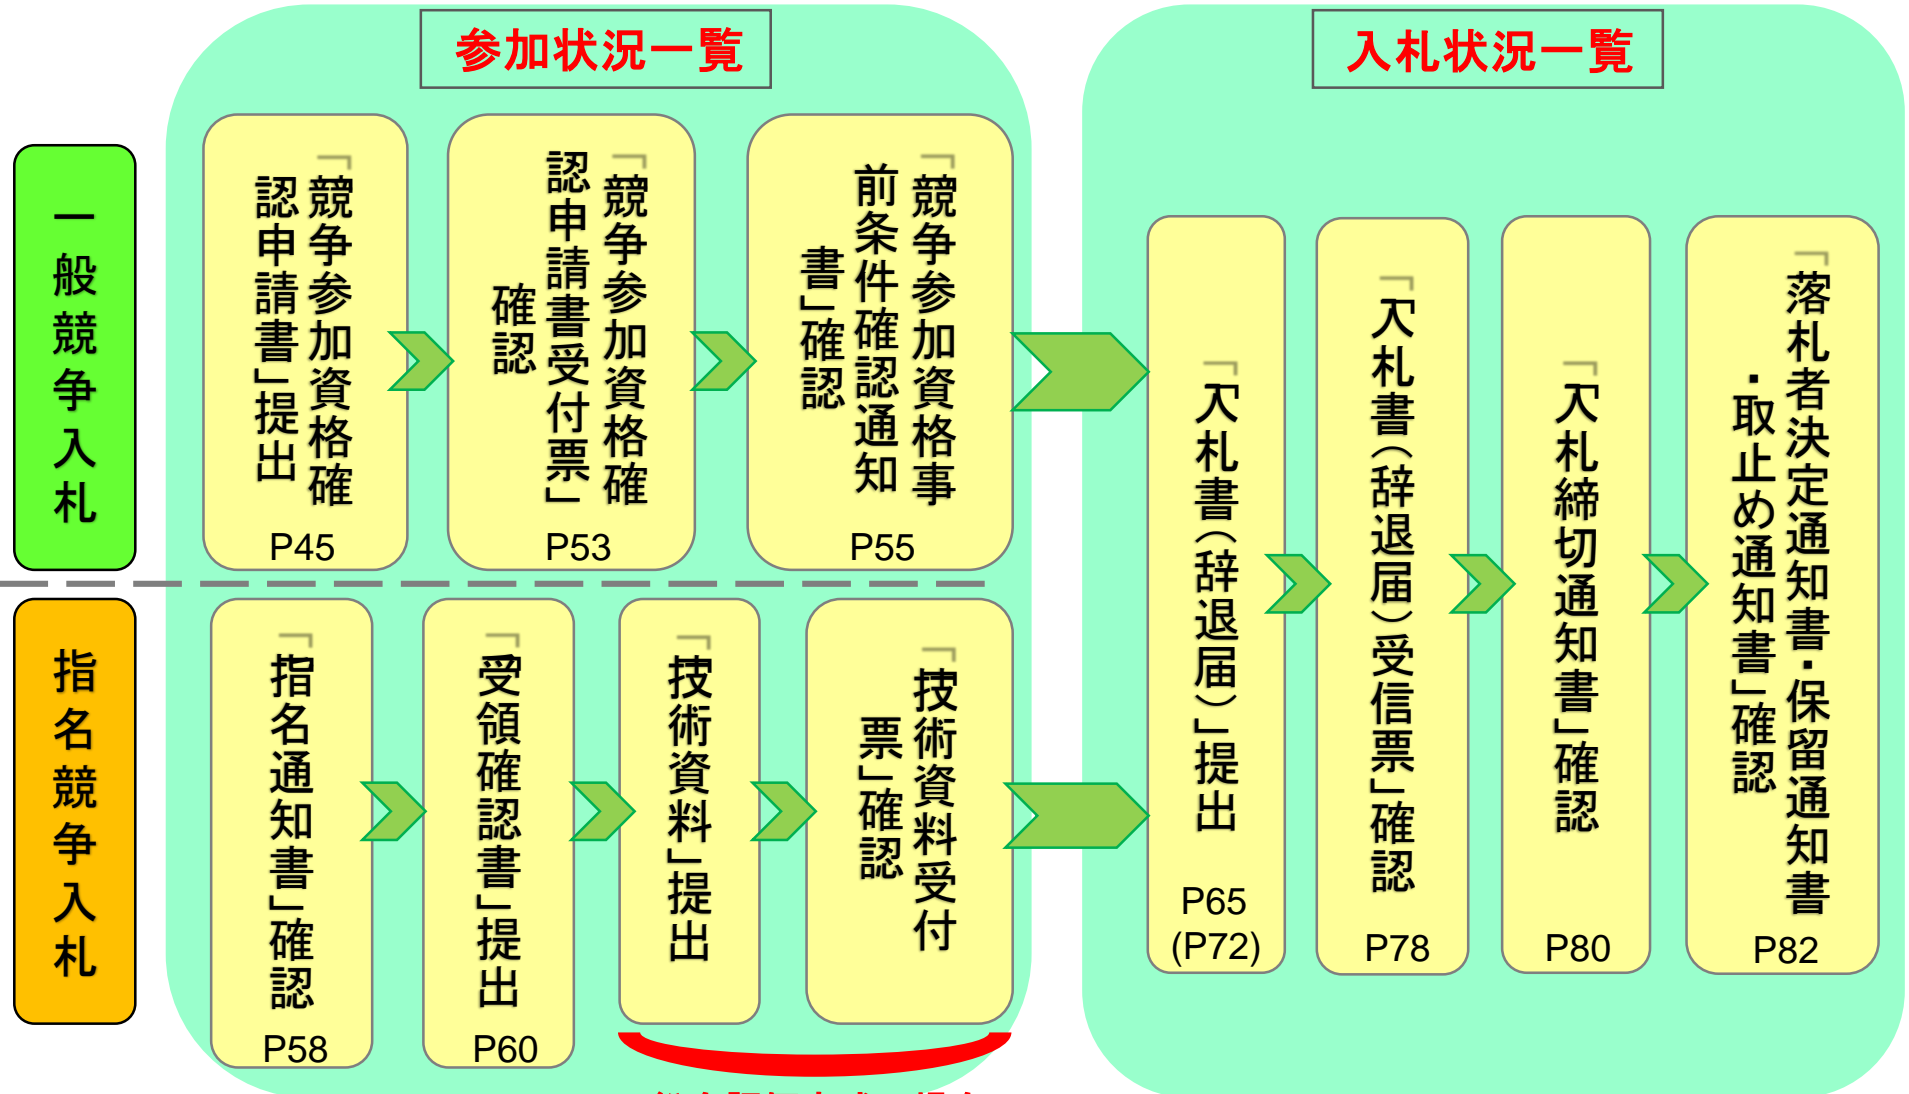 参加状況一覧
入札状況一覧
一般競争入札
「競争参加資格確
認申請書」提出
P45
「競争参加資格確
認申請書受付票」
確認
P53
「競争参加資格事
前条件確認通知
書」確認
P55
指名競争入札
「指名通知書」確認
P58
「受領確認書」提出
P60
「技術資料」提出
「技術資料受付
票」確認
「入札書（辞退届）」提出
P65
(P72)
「入札書（辞退届）受信票」確認
P78
「入札締切通知書」確認
P80
「落札者決定通知書・保留通知書
・取止め通知書」確認
P82